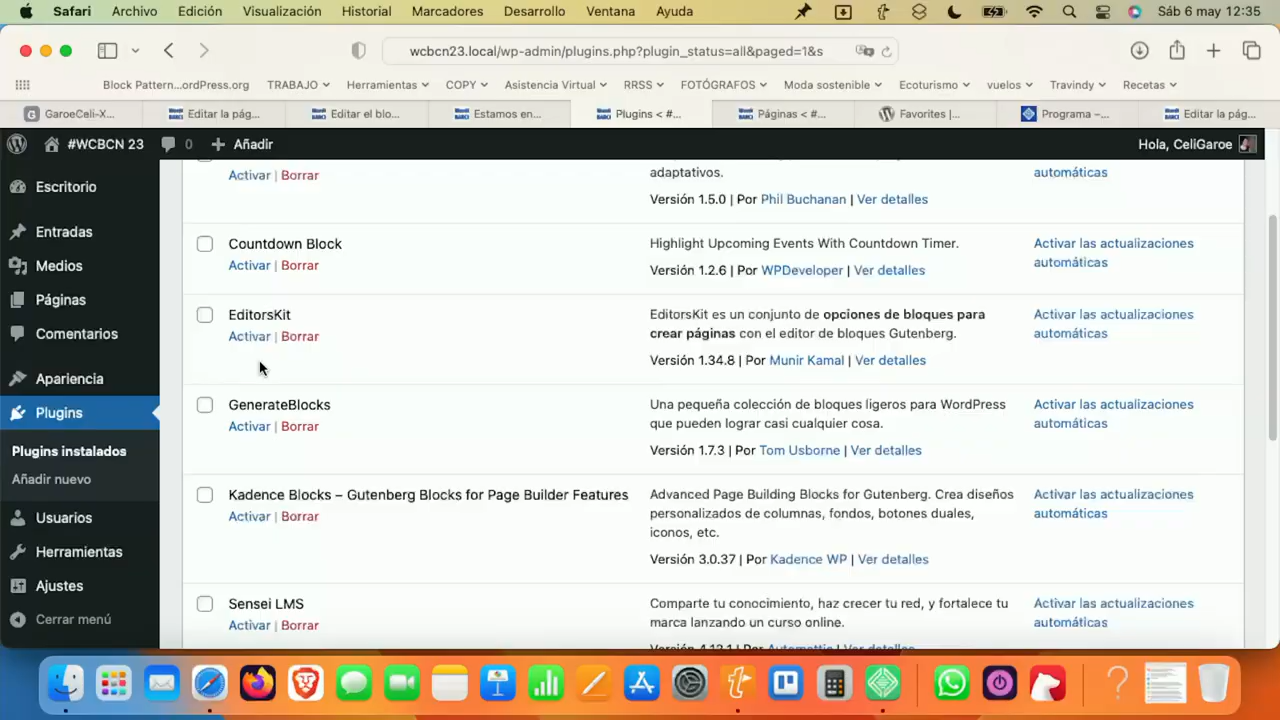 Safari Archivo Edición Visualización Historial Marcadores Desarrollo Ventana Ayuda Sáb 6 may 12:35
wcbcn23.local/wp-admin/plugins.php?plugin_status=all&paged=1&s
Block Pattern...ordPress.org TRABAJO Herramientas COPY Asistencia Virtual RRSS FOTÓGRAFOS Moda sostenible Ecoturismo vuelos Travindy Recetas
GaroeCeli-X... Editar la pág... Editar el blo... Estamos en... Plugins < #... Páginas < #... Favorites |... Programa –... Editar la pág...
#WCBCN 23 0 + Añadir Hola, CeliGaroe
Escritorio
Entradas
Medios
Páginas
Comentarios
Apariencia
Plugins
Plugins instalados
Añadir nuevo
Usuarios
Herramientas
Ajustes
Cerrar menú
Activar | Borrar
adaptativos.
Versión 1.5.0 | Por Phil Buchanan | Ver detalles
automáticas
Countdown Block
Activar | Borrar
Highlight Upcoming Events With Countdown Timer.
Versión 1.2.6 | Por WPDeveloper | Ver detalles
Activar las actualizaciones
automáticas
EditorsKit
Activar | Borrar
EditorsKit es un conjunto de opciones de bloques para
crear páginas con el editor de bloques Gutenberg.
Versión 1.34.8 | Por Munir Kamal | Ver detalles
Activar las actualizaciones
automáticas
GenerateBlocks
Activar | Borrar
Una pequeña colección de bloques ligeros para WordPress
que pueden lograr casi cualquier cosa.
Versión 1.7.3 | Por Tom Usborne | Ver detalles
Activar las actualizaciones
automáticas
Kadence Blocks – Gutenberg Blocks for Page Builder Features
Activar | Borrar
Advanced Page Building Blocks for Gutenberg. Crea diseños
personalizados de columnas, fondos, botones duales,
iconos, etc.
Versión 3.0.37 | Por Kadence WP | Ver detalles
Activar las actualizaciones
automáticas
Sensei LMS
Activar | Borrar
Comparte tu conocimiento, haz crecer tu red, y fortalece tu
marca lanzando un curso online.
Activar las actualizaciones
automáticas